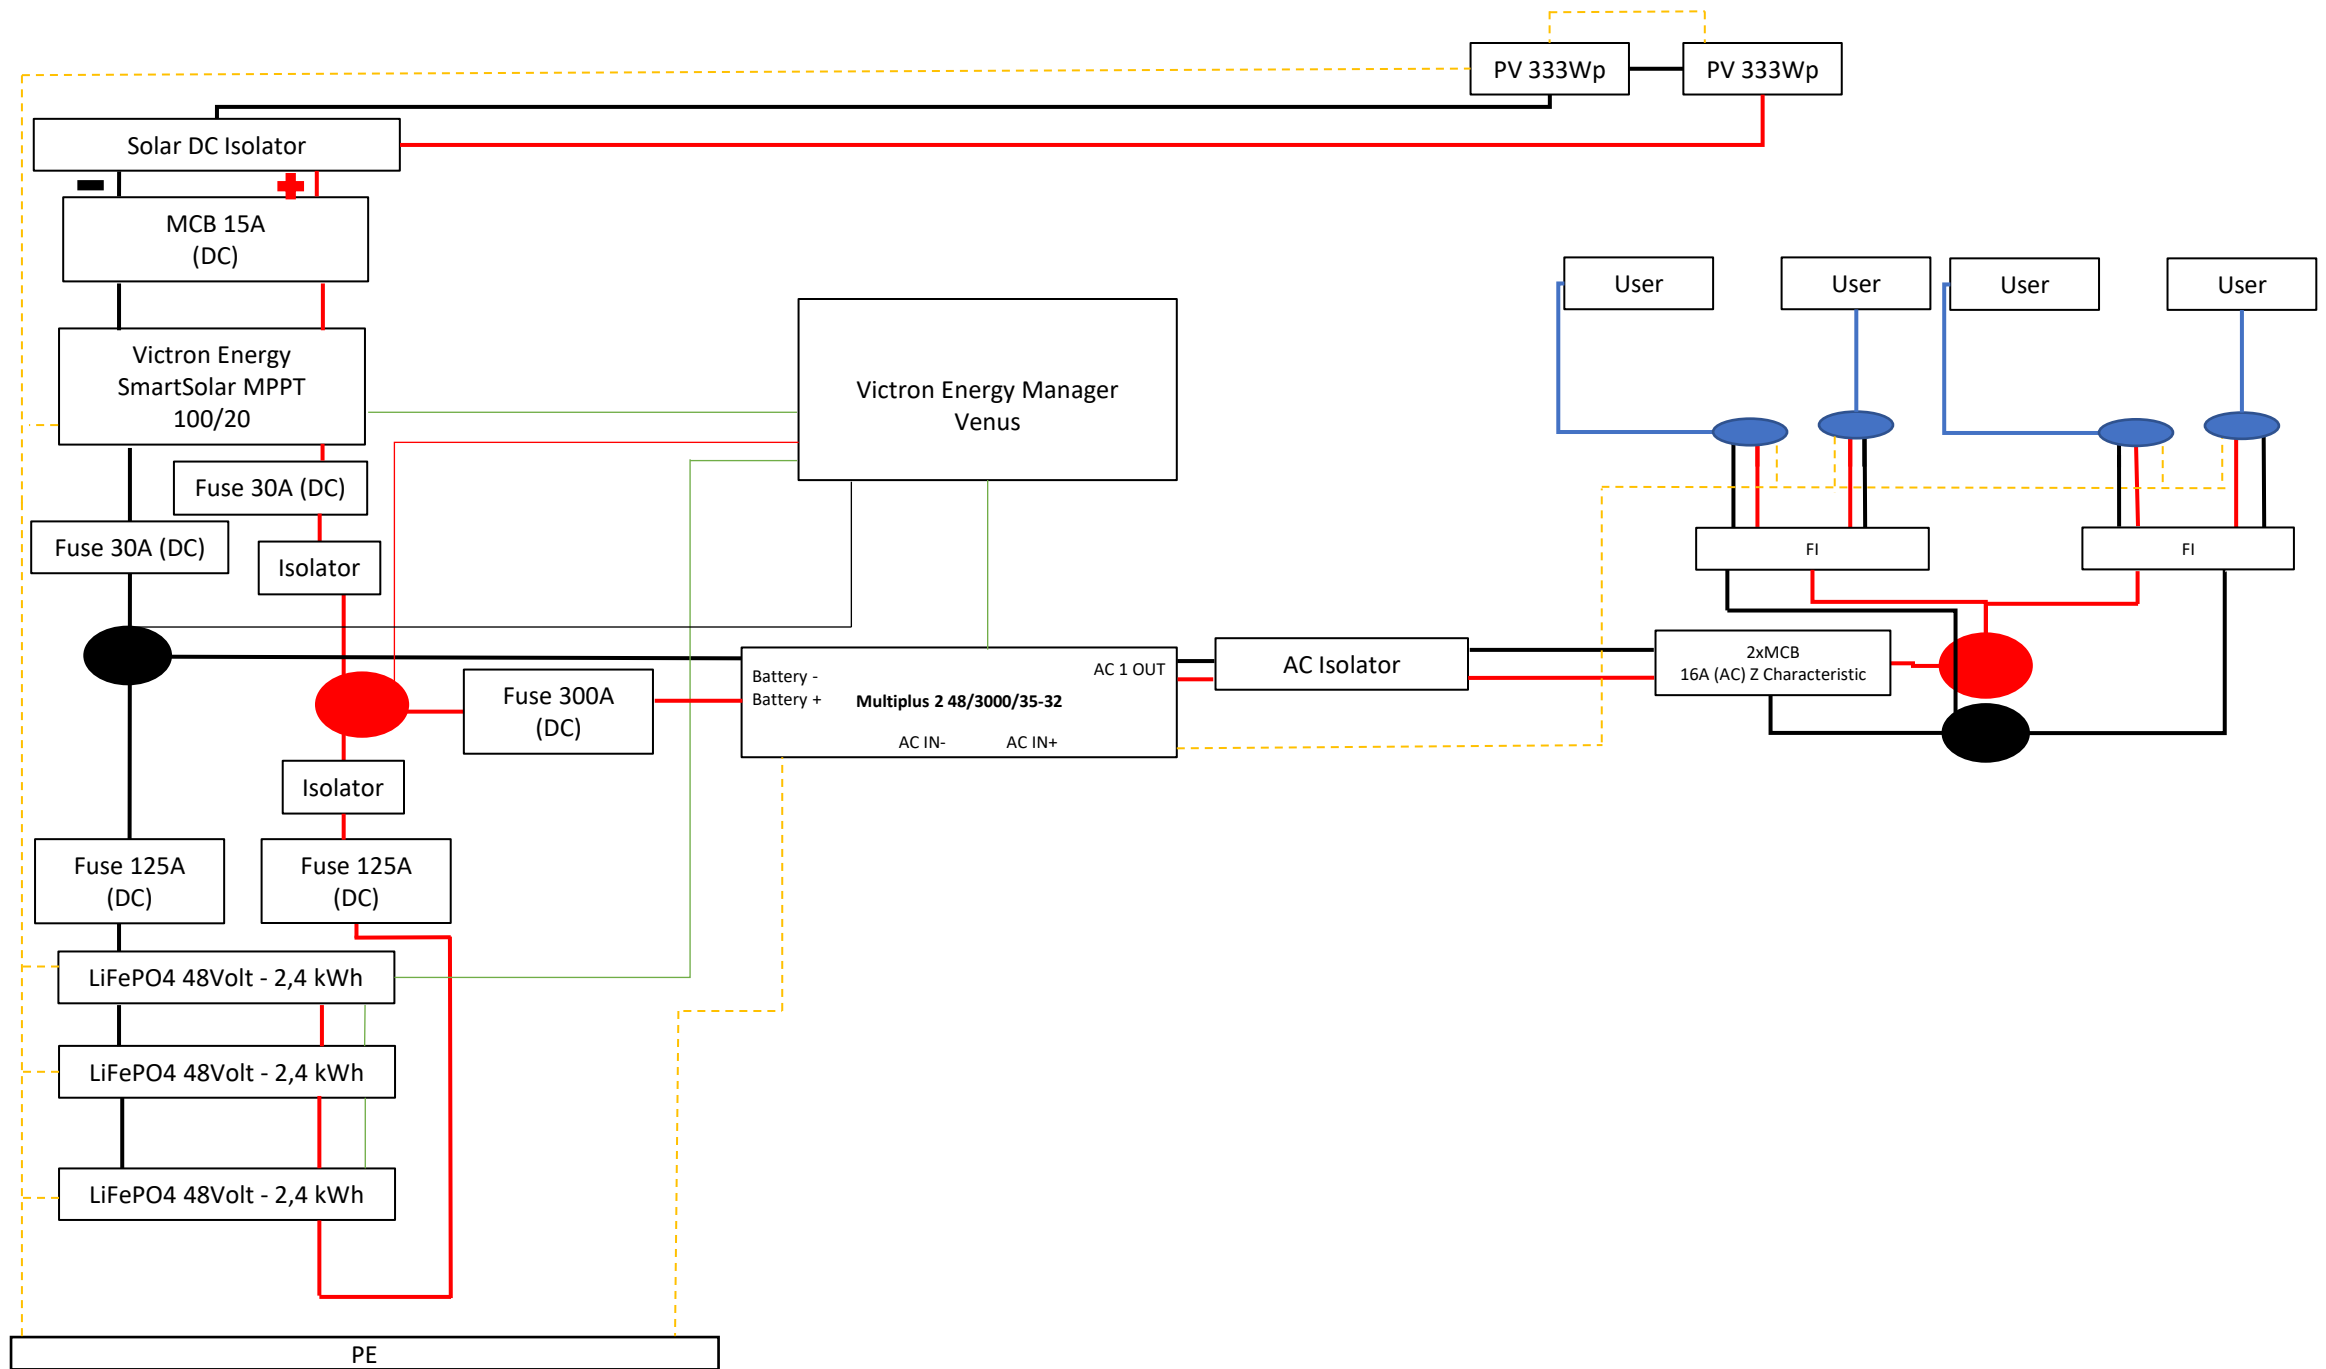 PV 333Wp
PV 333Wp
Solar DC Isolator
MCB 15A
(DC)
Victron Energy
SmartSolar MPPT
100/20
Fuse 30A (DC)
Fuse 30A (DC)
Isolator
Victron Energy Manager
Venus
User
User
User
User
FI
FI
Fuse 300A
(DC)
Battery -
Battery +
Multiplus 2 48/3000/35-32
AC 1 OUT
AC IN-
AC IN+
AC Isolator
2xMCB
16A (AC) Z Characteristic
Isolator
Fuse 125A
(DC)
Fuse 125A
(DC)
LiFePO4 48Volt - 2,4 kWh
LiFePO4 48Volt - 2,4 kWh
LiFePO4 48Volt - 2,4 kWh
PE